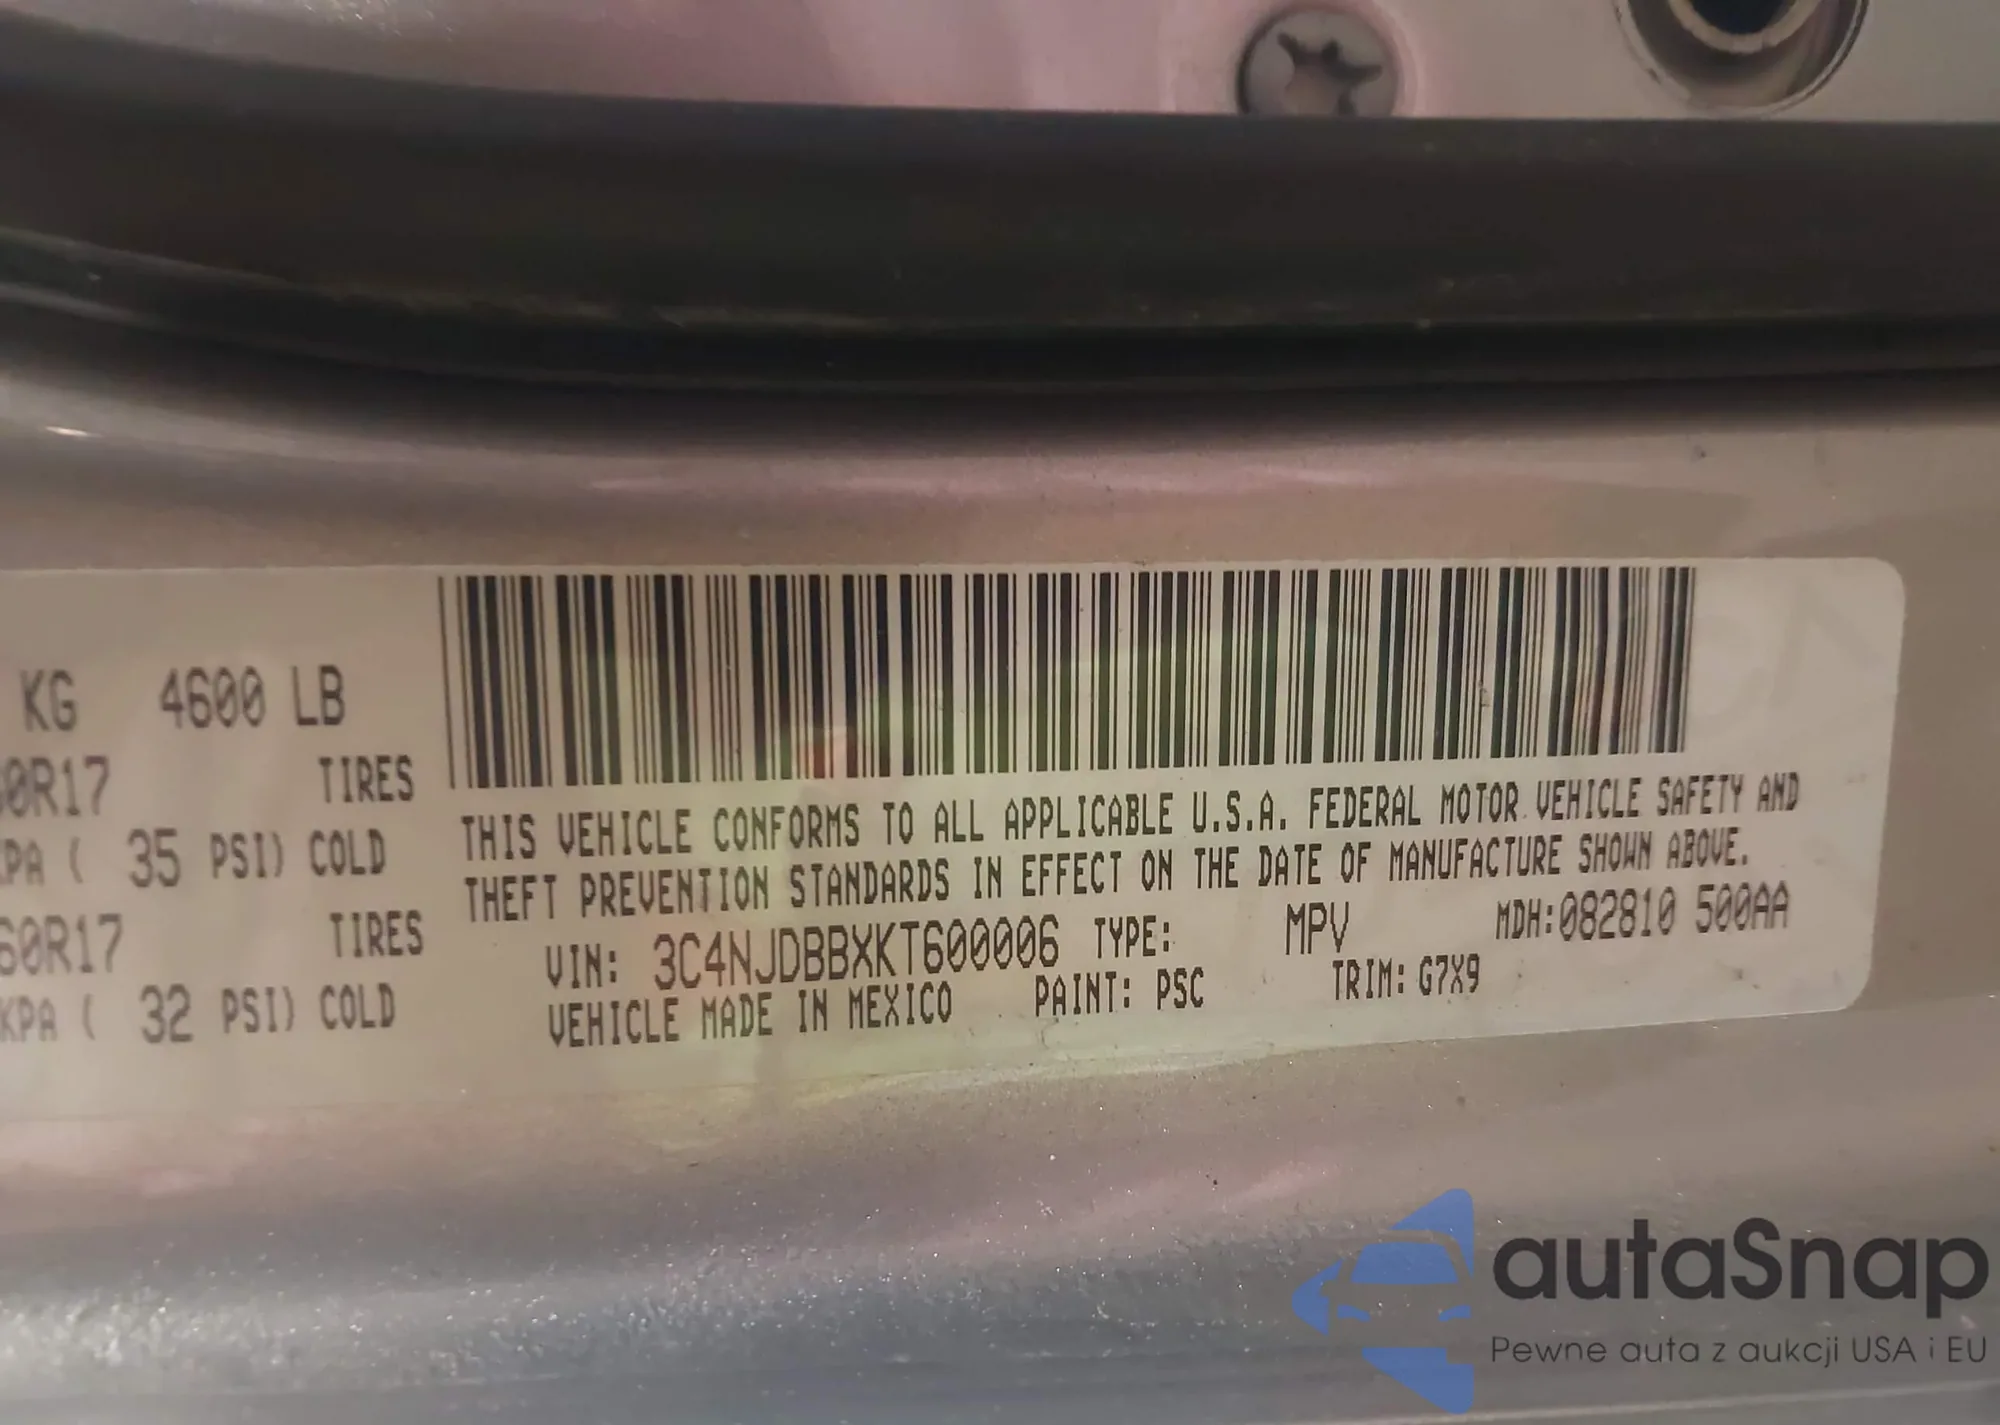 KG 4600 LB
0R17 TIRES
KPA ( 35 PSI) COLD
60R17 TIRES
KPA ( 32 PSI) COLD
THIS VEHICLE CONFORMS TO ALL APPLICABLE U.S.A. FEDERAL MOTOR VEHICLE SAFETY AND
THEFT PREVENTION STANDARDS IN EFFECT ON THE DATE OF MANUFACTURE SHOWN ABOVE.
VIN: 3C4NJDBBXKT600006 TYPE: MPV MDH:082810 500AA
VEHICLE MADE IN MEXICO PAINT: PSC TRIM: G7X9
autaSnap
Pewne auta z aukcji USA i EU